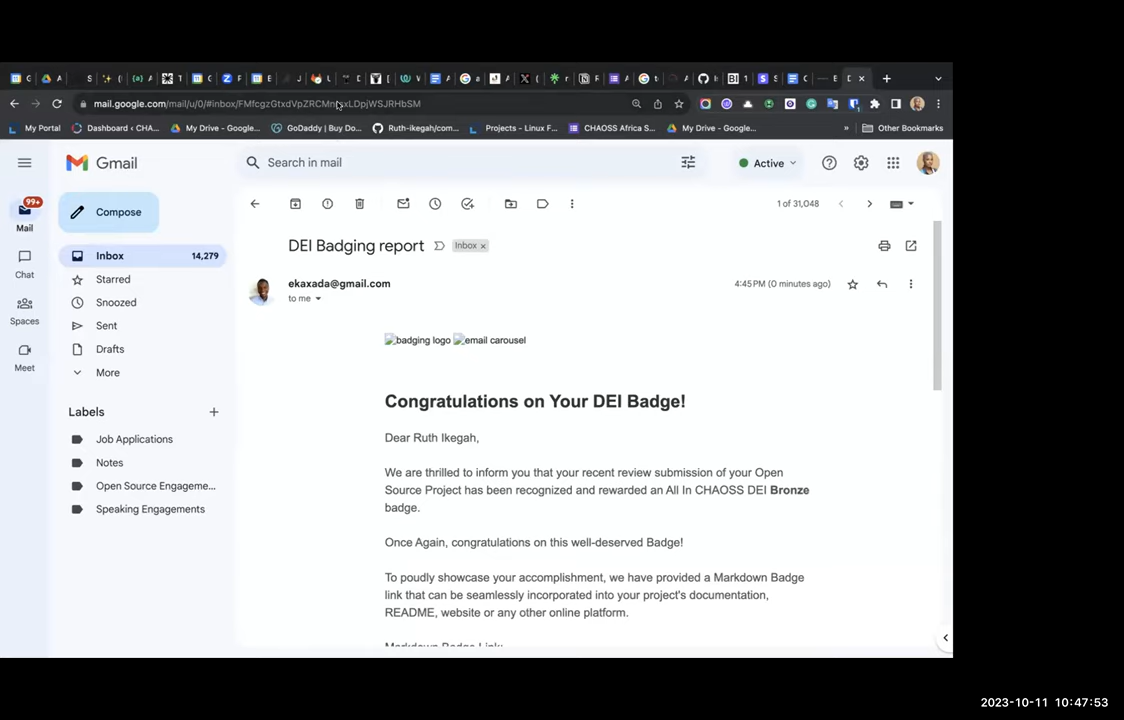 mail.google.com/mail/u/0/#inbox/
My Portal Dashboard < CHA... My Drive - Google... GoDaddy | Buy Do... Ruth-ikegah/com... Projects - Linux F... CHAOSS Africa S... My Drive - Google... » Other Bookmarks
Gmail
Search in mail
Active
99+
Mail
Compose
1 of 31,048
Inbox 14,279
DEI Badging report Inbox ×
Chat
Starred
ekaxada@gmail.com 4:45 PM (0 minutes ago)
to me
Spaces
Snoozed
Sent
badging logo email carousel
Meet
Drafts
More
Labels
Congratulations on Your DEI Badge!
Job Applications
Dear Ruth Ikegah,
Notes
We are thrilled to inform you that your recent review submission of your Open
Open Source Engageme...
Source Project has been recognized and rewarded an All In CHAOSS DEI Bronze
Speaking Engagements
badge.
Once Again, congratulations on this well-deserved Badge!
To poudly showcase your accomplishment, we have provided a Markdown Badge
link that can be seamlessly incorporated into your project's documentation,
README, website or any other online platform.
Markdown Badge Link:
2023-10-11 10:47:53